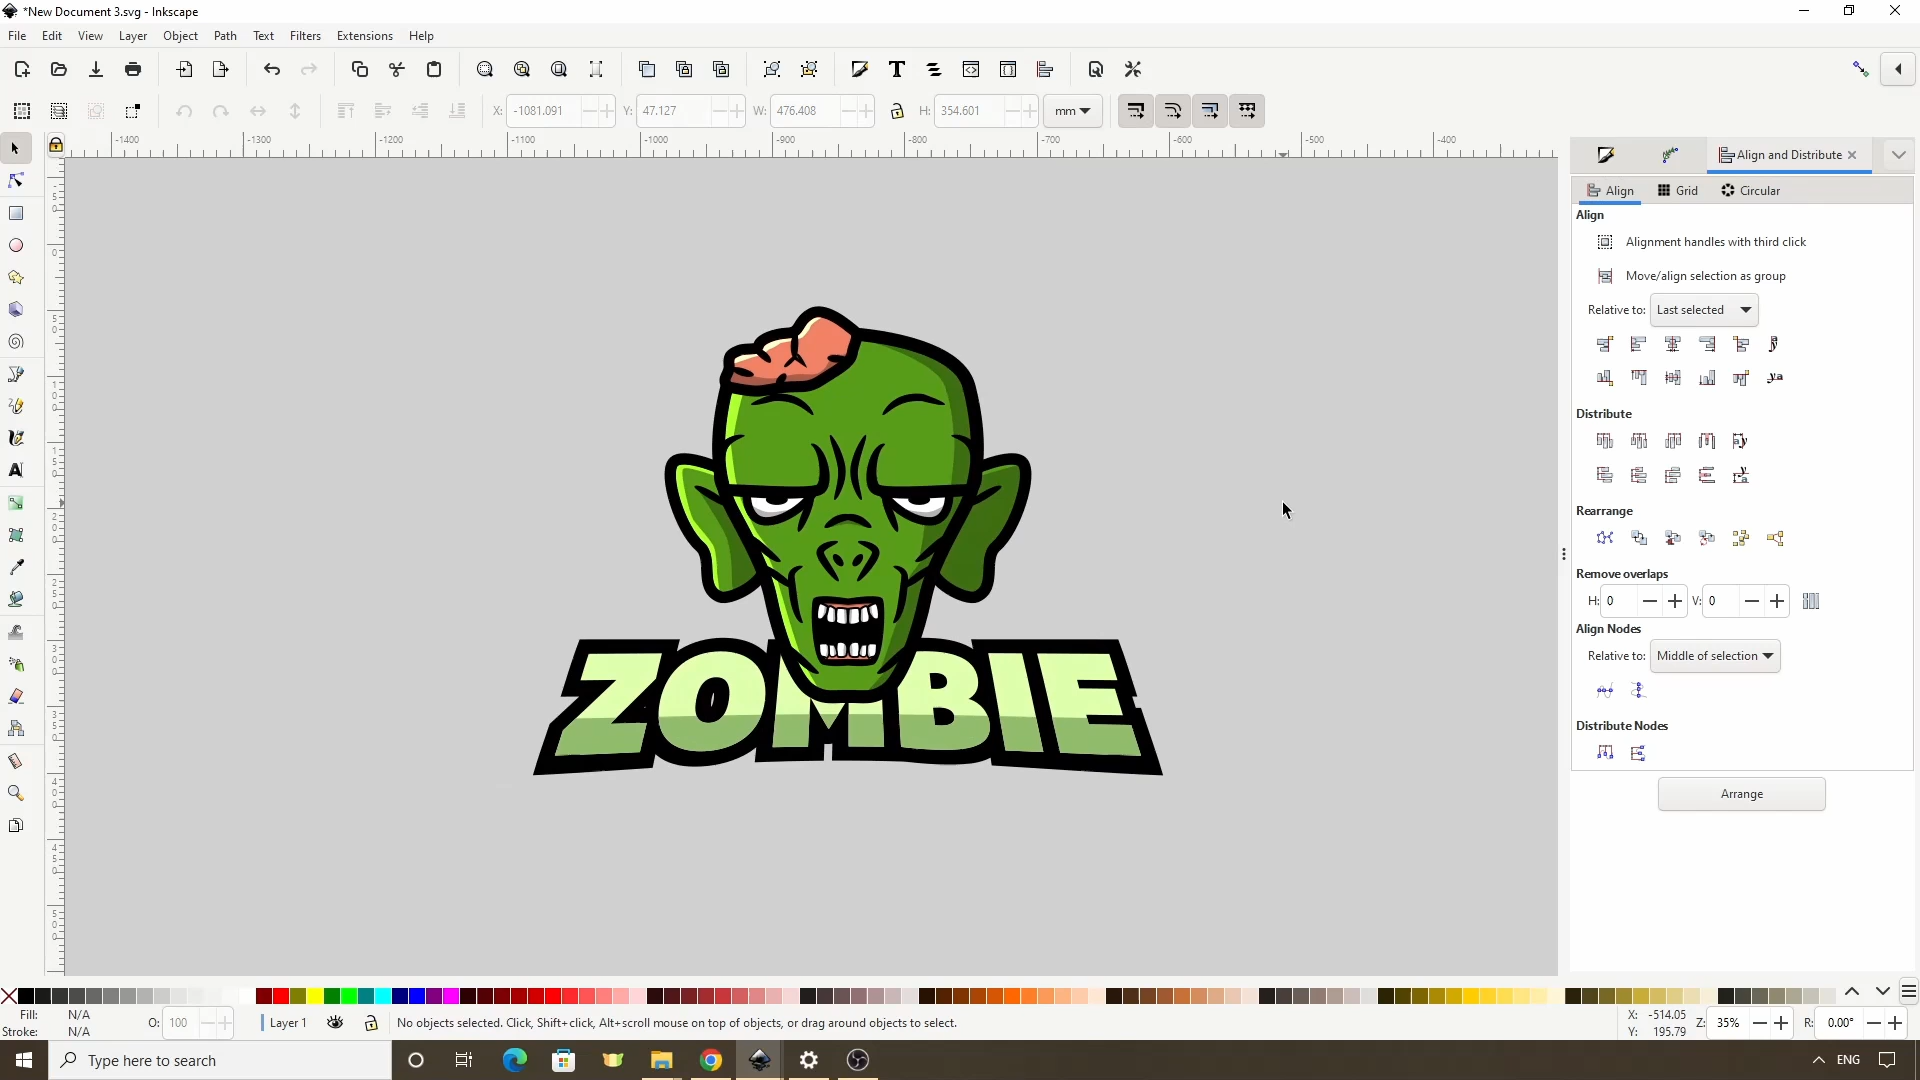 *New Document 3.svg - Inkscape
File Edit View Layer Object Path Text Filters Extensions Help
X: -1081.091 Y: 47.127 W: 476.408 H: 354.601 mm
-1400 -1300 -1200 -1100 -1000 -900 -800 -700 -600 -500 -400
Align and Distribute
Align Grid Circular
Align
Alignment handles with third click
Move/align selection as group
Relative to: Last selected
Distribute
Rearrange
Remove overlaps
H: 0 V: 0
Align Nodes
Relative to: Middle of selection
Distribute Nodes
Arrange
ZOMBIE
Fill: N/A
Stroke: N/A
O: 100
Layer 1
No objects selected. Click, Shift+click, Alt+scroll mouse on top of objects, or drag around objects to select.
X: -514.05
Y: 195.79
Z: 35%
R: 0.00°
Type here to search
ENG